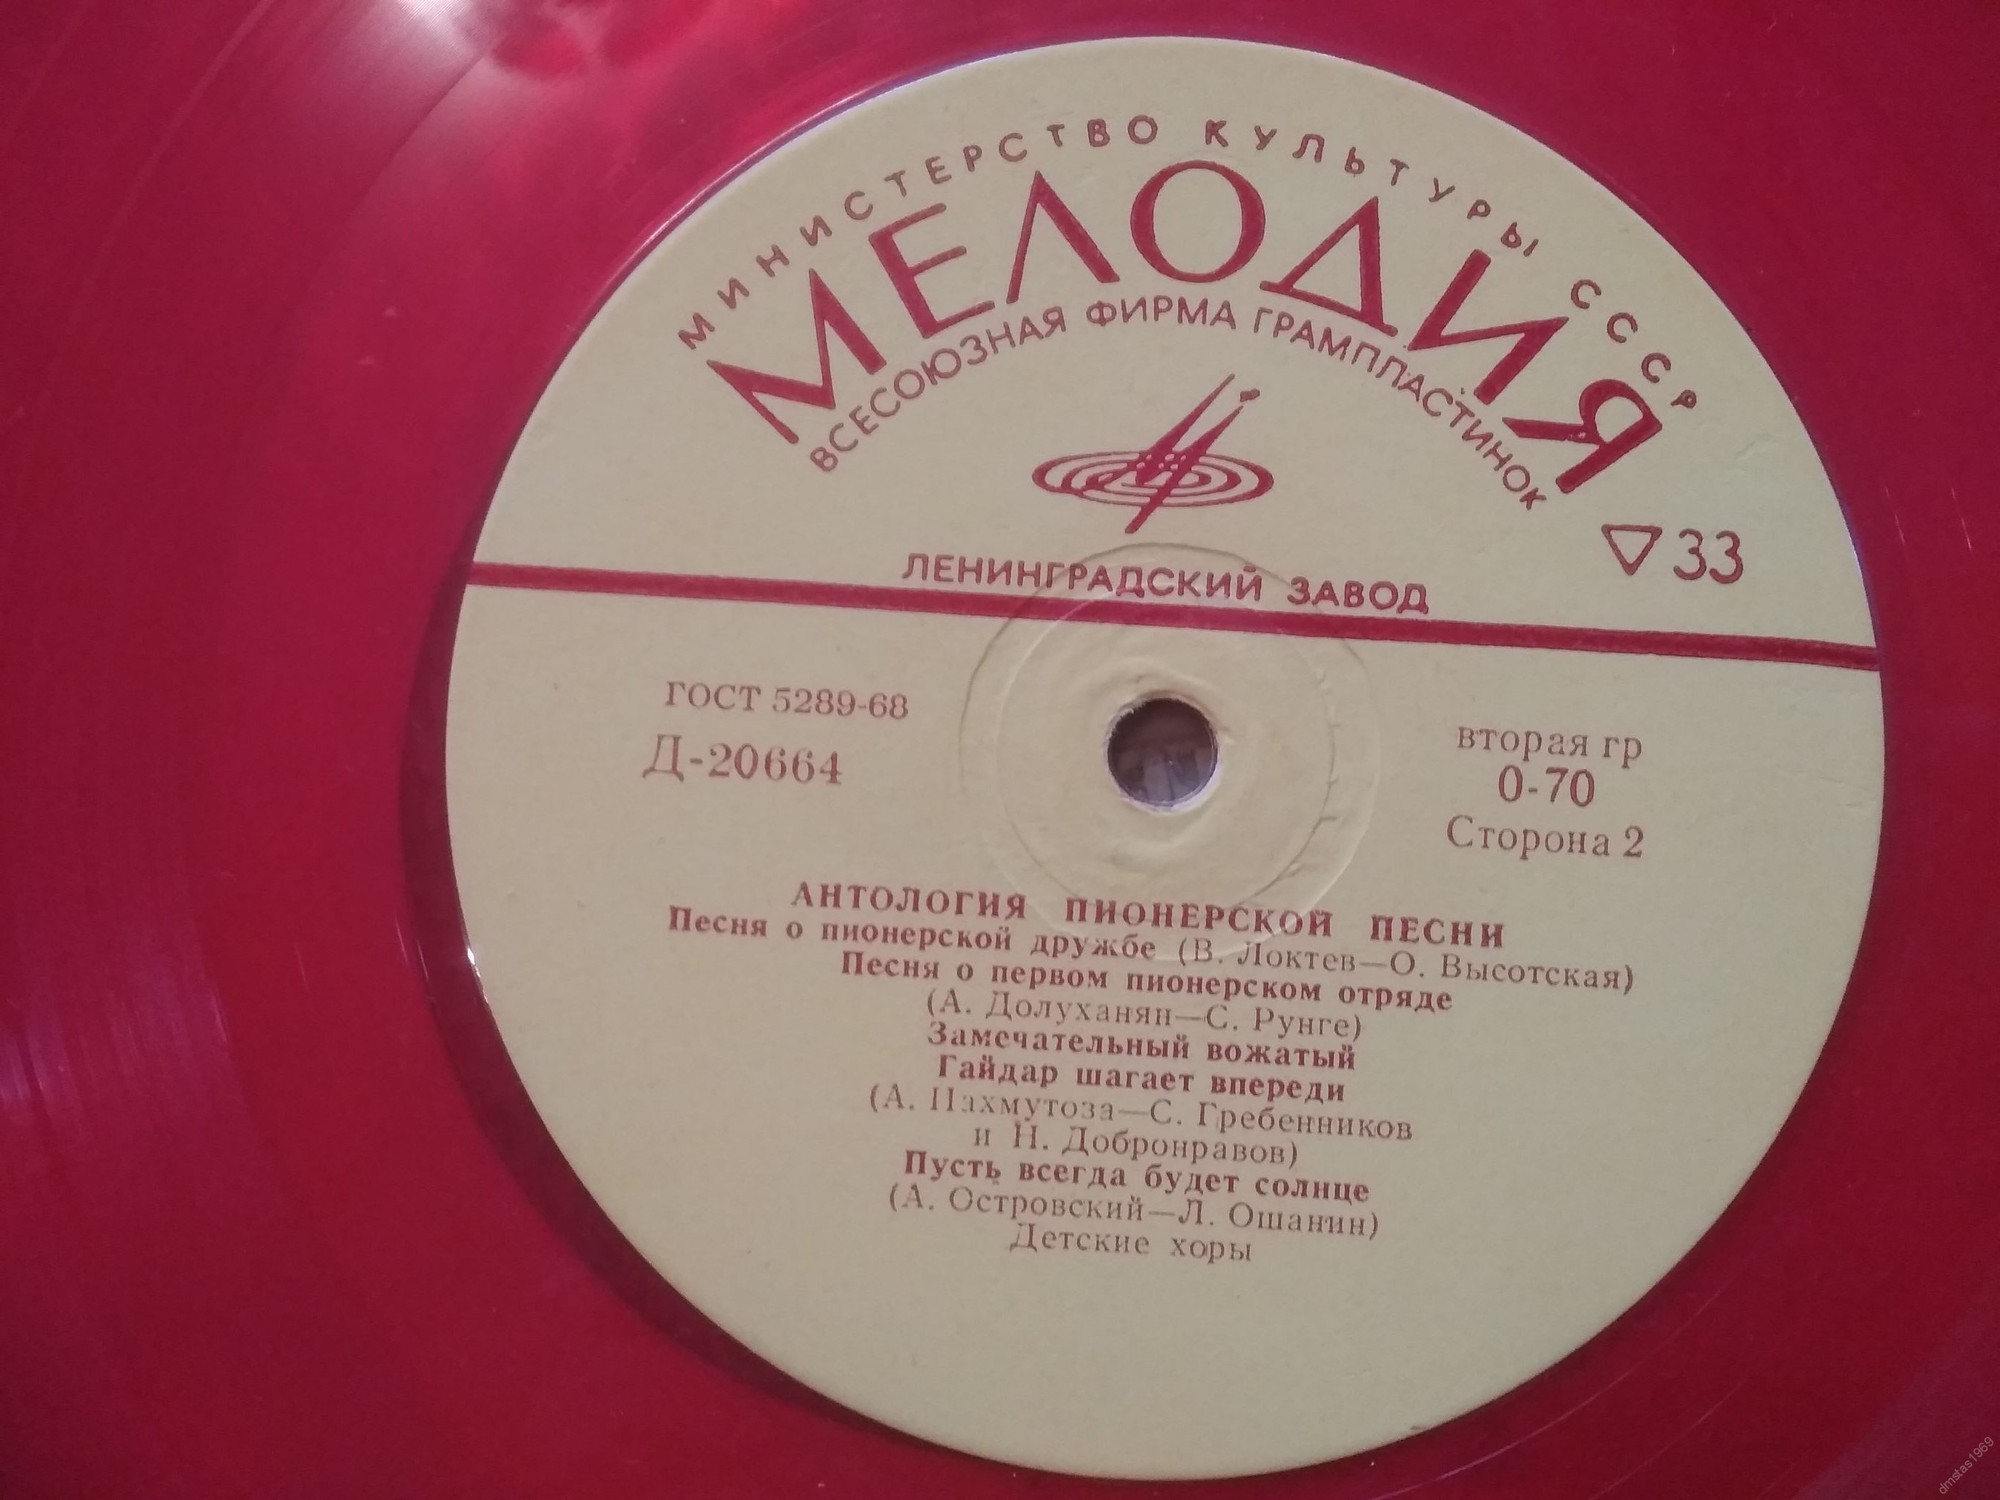 МИНИСТЕРСТВО КУЛЬТУРЫ СССР
МЕЛОДИЯ
ВСЕСОЮЗНАЯ ФИРМА ГРАМПЛАСТИНОК
33
ЛЕНИНГРАДСКИЙ ЗАВОД
ГОСТ 5289-68
Д-20664
вторая гр
0-70
Сторона 2
АНТОЛОГИЯ ПИОНЕРСКОЙ ПЕСНИ
Песня о пионерской дружбе (В. Локтев—О. Высотская)
Песня о первом пионерском отряде
(А. Долуханян—С. Рунге)
Замечательный вожатый
Гайдар шагает впереди
(А. Пахмутоза—С. Гребенников
и Н. Добронравов)
Пусть всегда будет солнце
(А. Островский—Л. Ошанин)
Детские хоры
dmstas1969